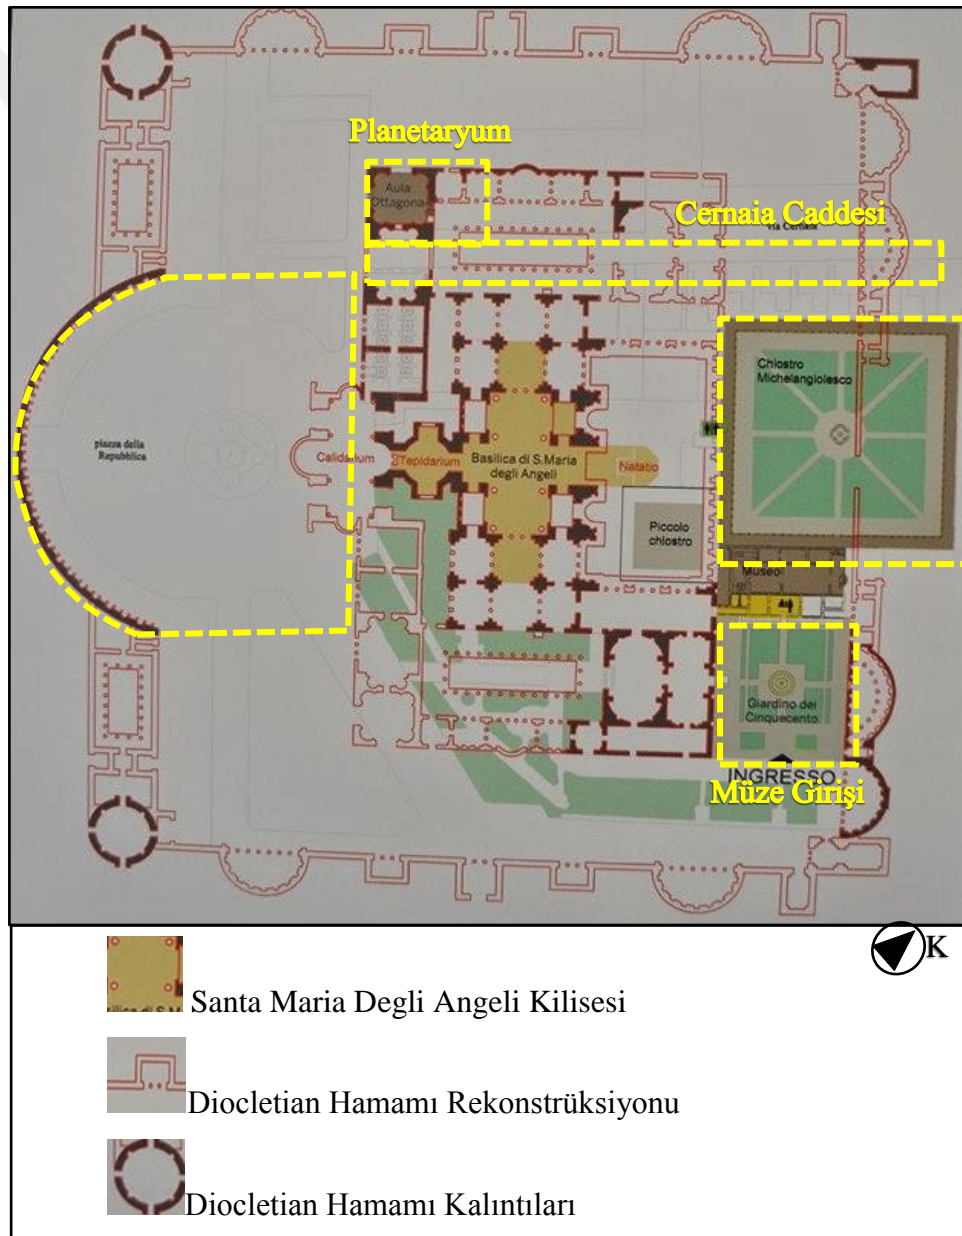 Planetaryum
Aula
Ottagona
Cernaia Caddesi
via Cernaia
Chiostro
Michelangiolesco
piazza della
Repubblica
Calidarium
Tepidarium
Basilica di S.Maria
degli Angeli
Natatio
Piccolo
chiostro
Museo
Giardino dei
Cinquecento
INGRESSO
Müze Girişi
K
Santa Maria Degli Angeli Kilisesi
Diocletian Hamamı Rekonstrüksiyonu
Diocletian Hamamı Kalıntıları